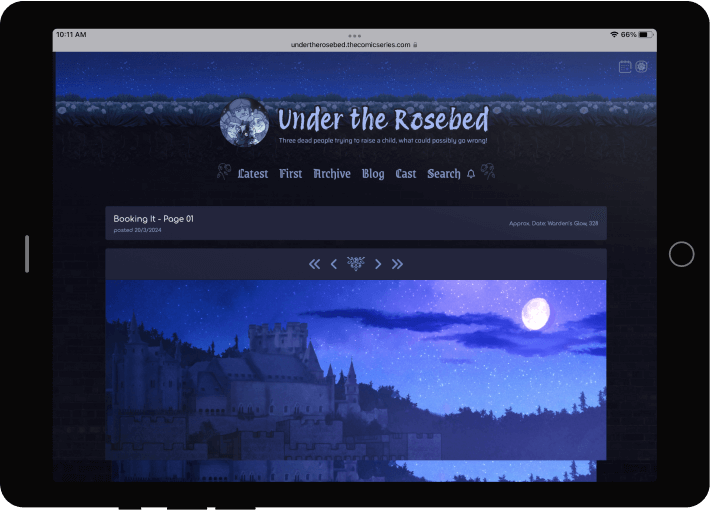 10:11 AM
66%
undertherosebed.thecomicseries.com
Under the Rosebed
Three dead people trying to raise a child, what could possibly go wrong!
Latest First Archive Blog Cast Search
Booking It - Page 01
posted 20/3/2024
Approx. Date: Warden's Glow, 328